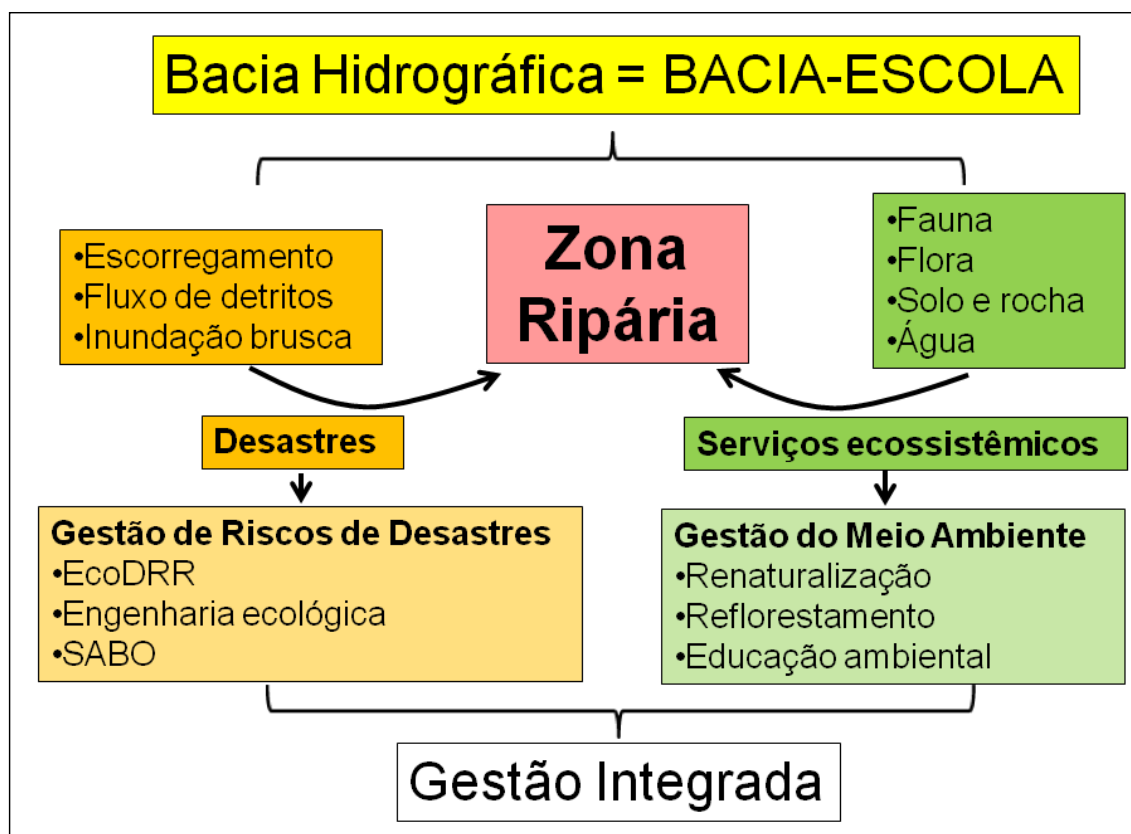 Bacia Hidrográfica = BACIA-ESCOLA
•Escorregamento
•Fluxo de detritos
•Inundação brusca
Zona
Ripária
•Fauna
•Flora
•Solo e rocha
•Água
Desastres
Serviços ecossistêmicos
Gestão de Riscos de Desastres
•EcoDRR
•Engenharia ecológica
•SABO
Gestão do Meio Ambiente
•Renaturalização
•Reflorestamento
•Educação ambiental
Gestão Integrada